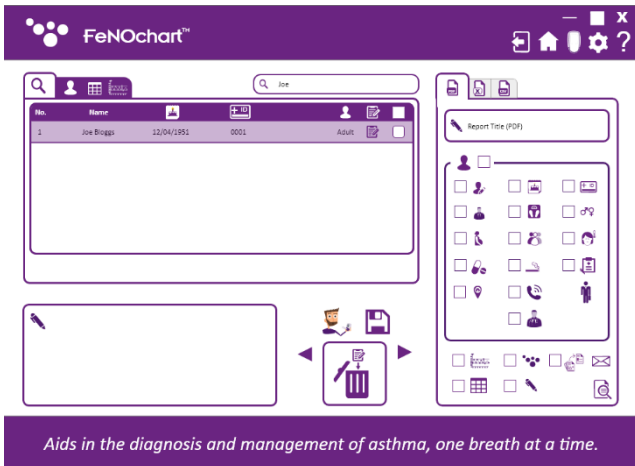 FeNOchart™
Joe
No. Name
1 Joe Bloggs 12/04/1951 0001 Adult
Report Title (PDF)
Aids in the diagnosis and management of asthma, one breath at a time.